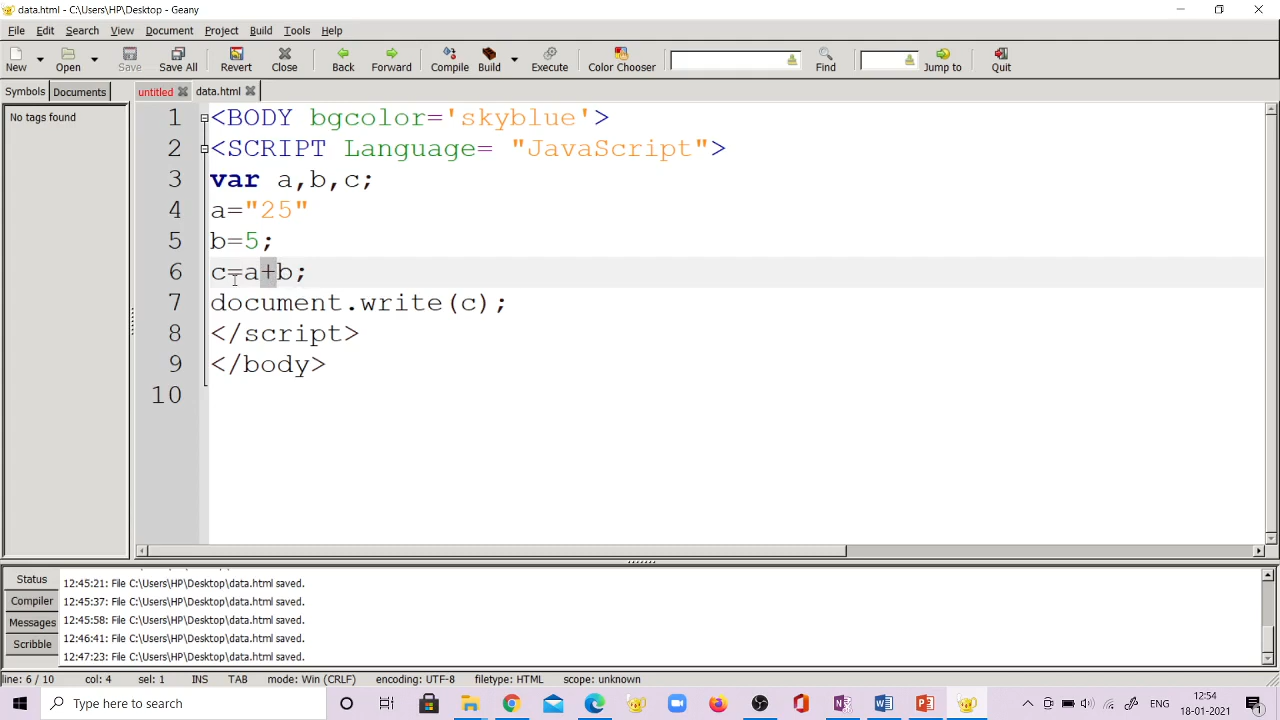 data.html - C:\Users\HP\Desktop - Geany
File Edit Search View Document Project Build Tools Help
New Open Save Save All Revert Close Back Forward Compile Build Execute Color Chooser Find Jump to Quit
Symbols Documents untitled data.html
No tags found
1 <BODY bgcolor='skyblue'>
2 <SCRIPT Language= "JavaScript">
3 var a,b,c;
4 a="25"
5 b=5;
6 c=a+b;
7 document.write(c);
8 </script>
9 </body>
10
Status
Compiler
Messages
Scribble
12:45:21: File C:\Users\HP\Desktop\data.html saved.
12:45:37: File C:\Users\HP\Desktop\data.html saved.
12:45:58: File C:\Users\HP\Desktop\data.html saved.
12:46:41: File C:\Users\HP\Desktop\data.html saved.
12:47:23: File C:\Users\HP\Desktop\data.html saved.
line: 6 / 10 col: 4 sel: 1 INS TAB mode: Win (CRLF) encoding: UTF-8 filetype: HTML scope: unknown
Type here to search
ENG
12:54
18-01-2021